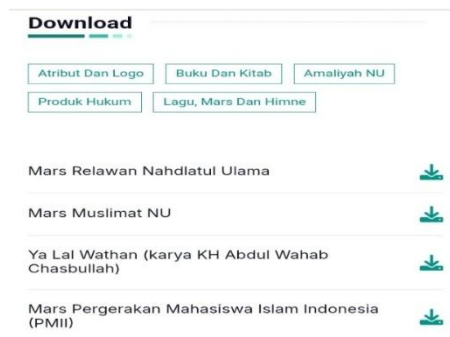 Download
Atribut Dan Logo
Buku Dan Kitab
Amaliyah NU
Produk Hukum
Lagu, Mars Dan Himne
Mars Relawan Nahdlatul Ulama
Mars Muslimat NU
Ya Lal Wathan (karya KH Abdul Wahab
Chasbullah)
Mars Pergerakan Mahasiswa Islam Indonesia
(PMII)